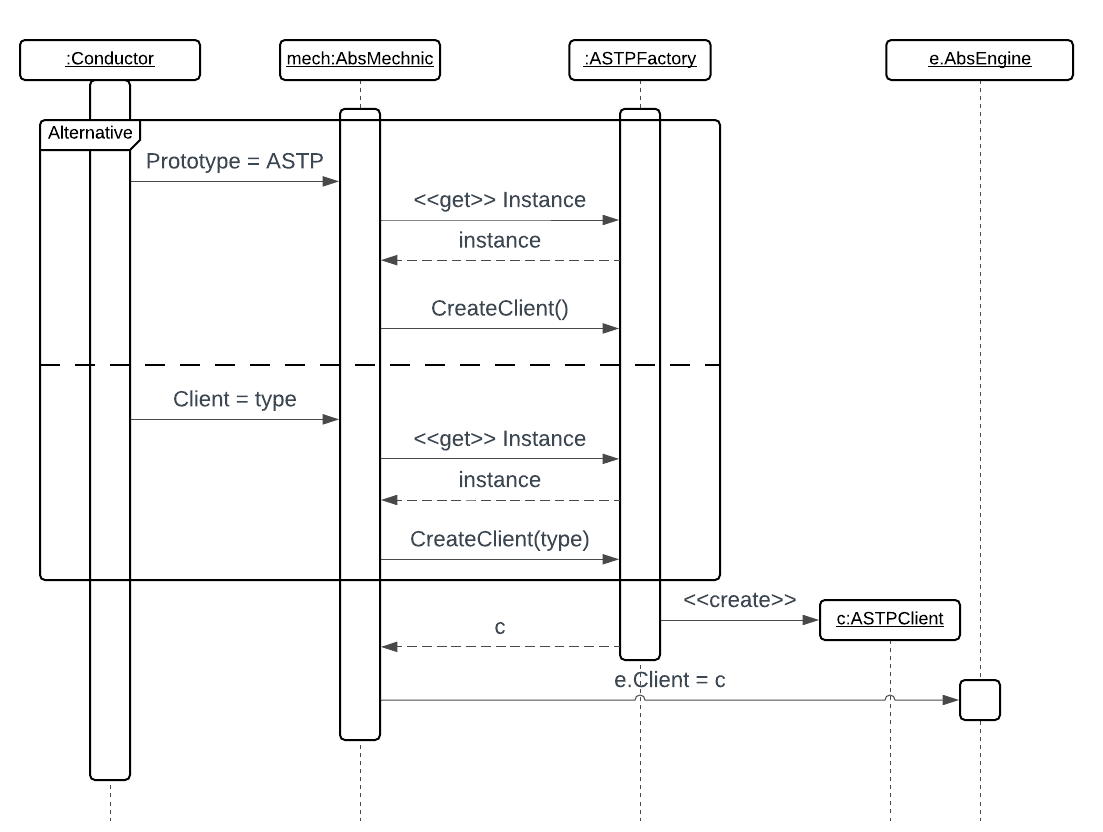 :Conductor
mech:AbsMechnic
:ASTPFactory
e.AbsEngine
Alternative
Prototype = ASTP
<<get>> Instance
instance
CreateClient()
Client = type
<<get>> Instance
instance
CreateClient(type)
<<create>>
c:ASTPClient
c
e.Client = c